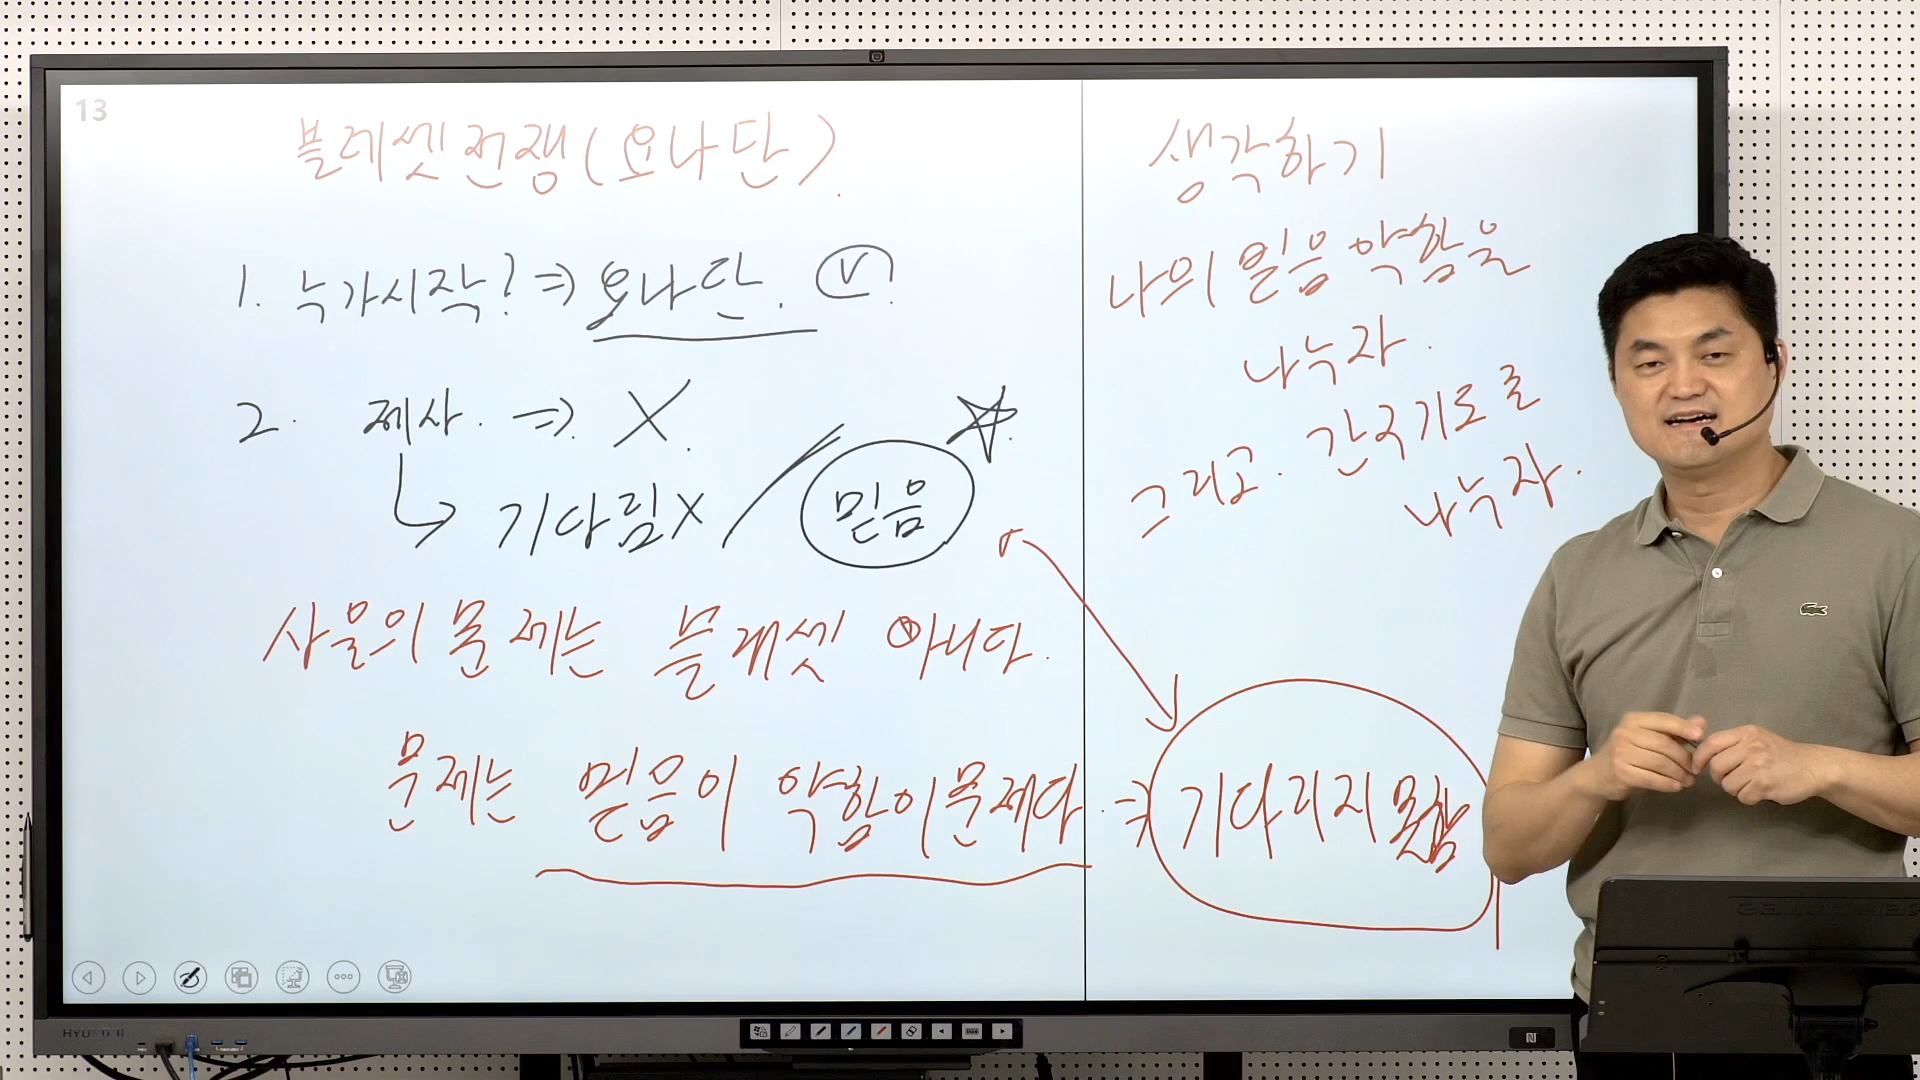 13
블레셋 전쟁 (요나단).
1. 누가 시작? ⇒ 요나단. V?
2. 제사. ⇒ X.
기다림 X / 믿음 ☆
사울의 문제는 블레셋 아니다.
문제는 믿음이 약함이 문제다. ⇒ 기다리지 못함
생각하기
나의 믿음 약함을
나누자.
그리고. 간구기도로
나누자.
HYUNDAI